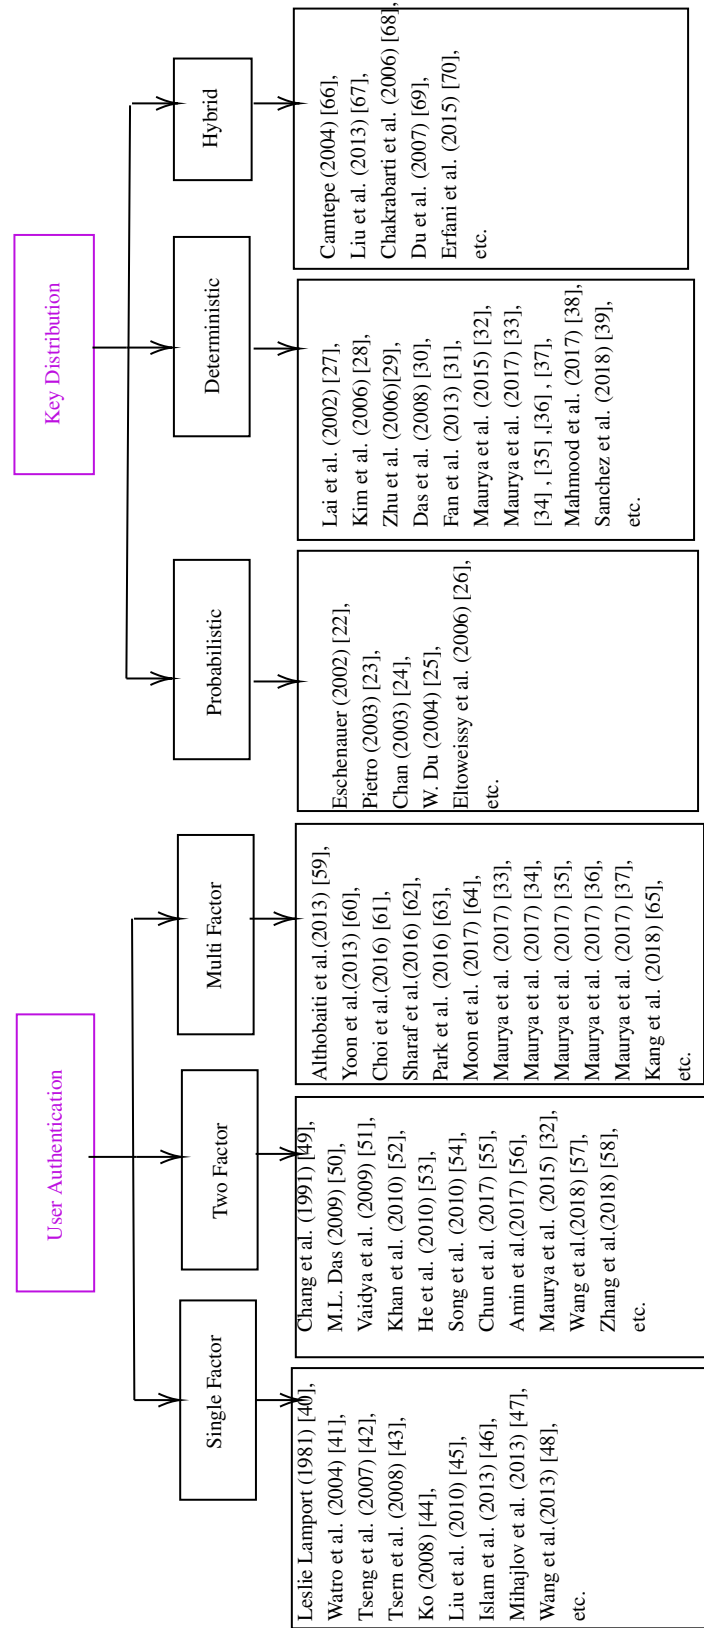 User Authentication
Single Factor
Leslie Lamport (1981) [40],
Watro et al. (2004) [41],
Tseng et al. (2007) [42],
Tsern et al. (2008) [43],
Ko (2008) [44],
Liu et al. (2010) [45],
Islam et al. (2013) [46],
Mihajlov et al. (2013) [47],
Wang et al.(2013) [48],
etc.
Two Factor
Chang et al. (1991) [49],
M.L. Das (2009) [50],
Vaidya et al. (2009) [51],
Khan et al. (2010) [52],
He et al. (2010) [53],
Song et al. (2010) [54],
Chun et al. (2017) [55],
Amin et al.(2017) [56],
Maurya et al. (2015) [32],
Wang et al.(2018) [57],
Zhang et al.(2018) [58],
etc.
Multi Factor
Althobaiti et al.(2013) [59],
Yoon et al.(2013) [60],
Choi et al.(2016) [61],
Sharaf et al.(2016) [62],
Park et al. (2016) [63],
Moon et al. (2017) [64],
Maurya et al. (2017) [33],
Maurya et al. (2017) [34],
Maurya et al. (2017) [35],
Maurya et al. (2017) [36],
Maurya et al. (2017) [37],
Kang et al. (2018) [65],
etc.
Key Distribution
Probabilistic
Eschenauer (2002) [22],
Pietro (2003) [23],
Chan (2003) [24],
W. Du (2004) [25],
Eltoweissy et al. (2006) [26],
etc.
Deterministic
Lai et al. (2002) [27],
Kim et al. (2006) [28],
Zhu et al. (2006)[29],
Das et al. (2008) [30],
Fan et al. (2013) [31],
Maurya et al. (2015) [32],
Maurya et al. (2017) [33],
[34] , [35] ,[36] , [37],
Mahmood et al. (2017) [38],
Sanchez et al. (2018) [39],
etc.
Hybrid
Camtepe (2004) [66],
Liu et al. (2013) [67],
Chakrabarti et al. (2006) [68],
Du et al. (2007) [69],
Erfani et al. (2015) [70],
etc.